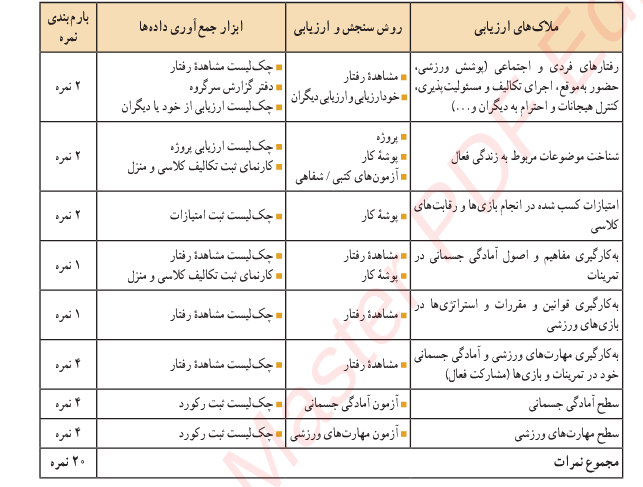 ملاک‌های ارزیابی
روش سنجش و ارزیابی
ابزار جمع‌آوری داده‌ها
بارم‌بندی
نمره
رفتارهای فردی و اجتماعی (پوشش ورزشی،
حضور به‌موقع، اجرای تکالیف و مسئولیت‌پذیری،
کنترل هیجانات و احترام به دیگران و...)
مشاهدهٔ رفتار
خودارزیابی و ارزیابی دیگران
چک‌لیست مشاهدهٔ رفتار
دفتر گزارش سرگروه
چک‌لیست ارزیابی از خود یا دیگران
۲ نمره
شناخت موضوعات مربوط به زندگی فعال
پروژه
پوشهٔ کار
آزمون‌های کتبی / شفاهی
چک‌لیست ارزیابی پروژه
کارنمای ثبت تکالیف کلاسی و منزل
۲ نمره
امتیازات کسب شده در انجام بازی‌ها و رقابت‌های
کلاسی
پوشهٔ کار
چک‌لیست ثبت امتیازات
۲ نمره
به‌کارگیری مفاهیم و اصول آمادگی جسمانی در
تمرینات
مشاهدهٔ رفتار
پوشهٔ کار
چک‌لیست مشاهدهٔ رفتار
کارنمای ثبت تکالیف کلاسی و منزل
۱ نمره
به‌کارگیری قوانین و مقررات و استراتژی‌ها در
بازی‌های ورزشی
مشاهدهٔ رفتار
چک‌لیست مشاهدهٔ رفتار
۱ نمره
به‌کارگیری مهارت‌های ورزشی و آمادگی جسمانی
خود در تمرینات و بازی‌ها (مشارکت فعال)
مشاهدهٔ رفتار
چک‌لیست مشاهدهٔ رفتار
۴ نمره
سطح آمادگی جسمانی
آزمون آمادگی جسمانی
چک‌لیست ثبت رکورد
۴ نمره
سطح مهارت‌های ورزشی
آزمون مهارت‌های ورزشی
چک‌لیست ثبت رکورد
۴ نمره
مجموع نمرات
۲۰ نمره
Master PDF Edi